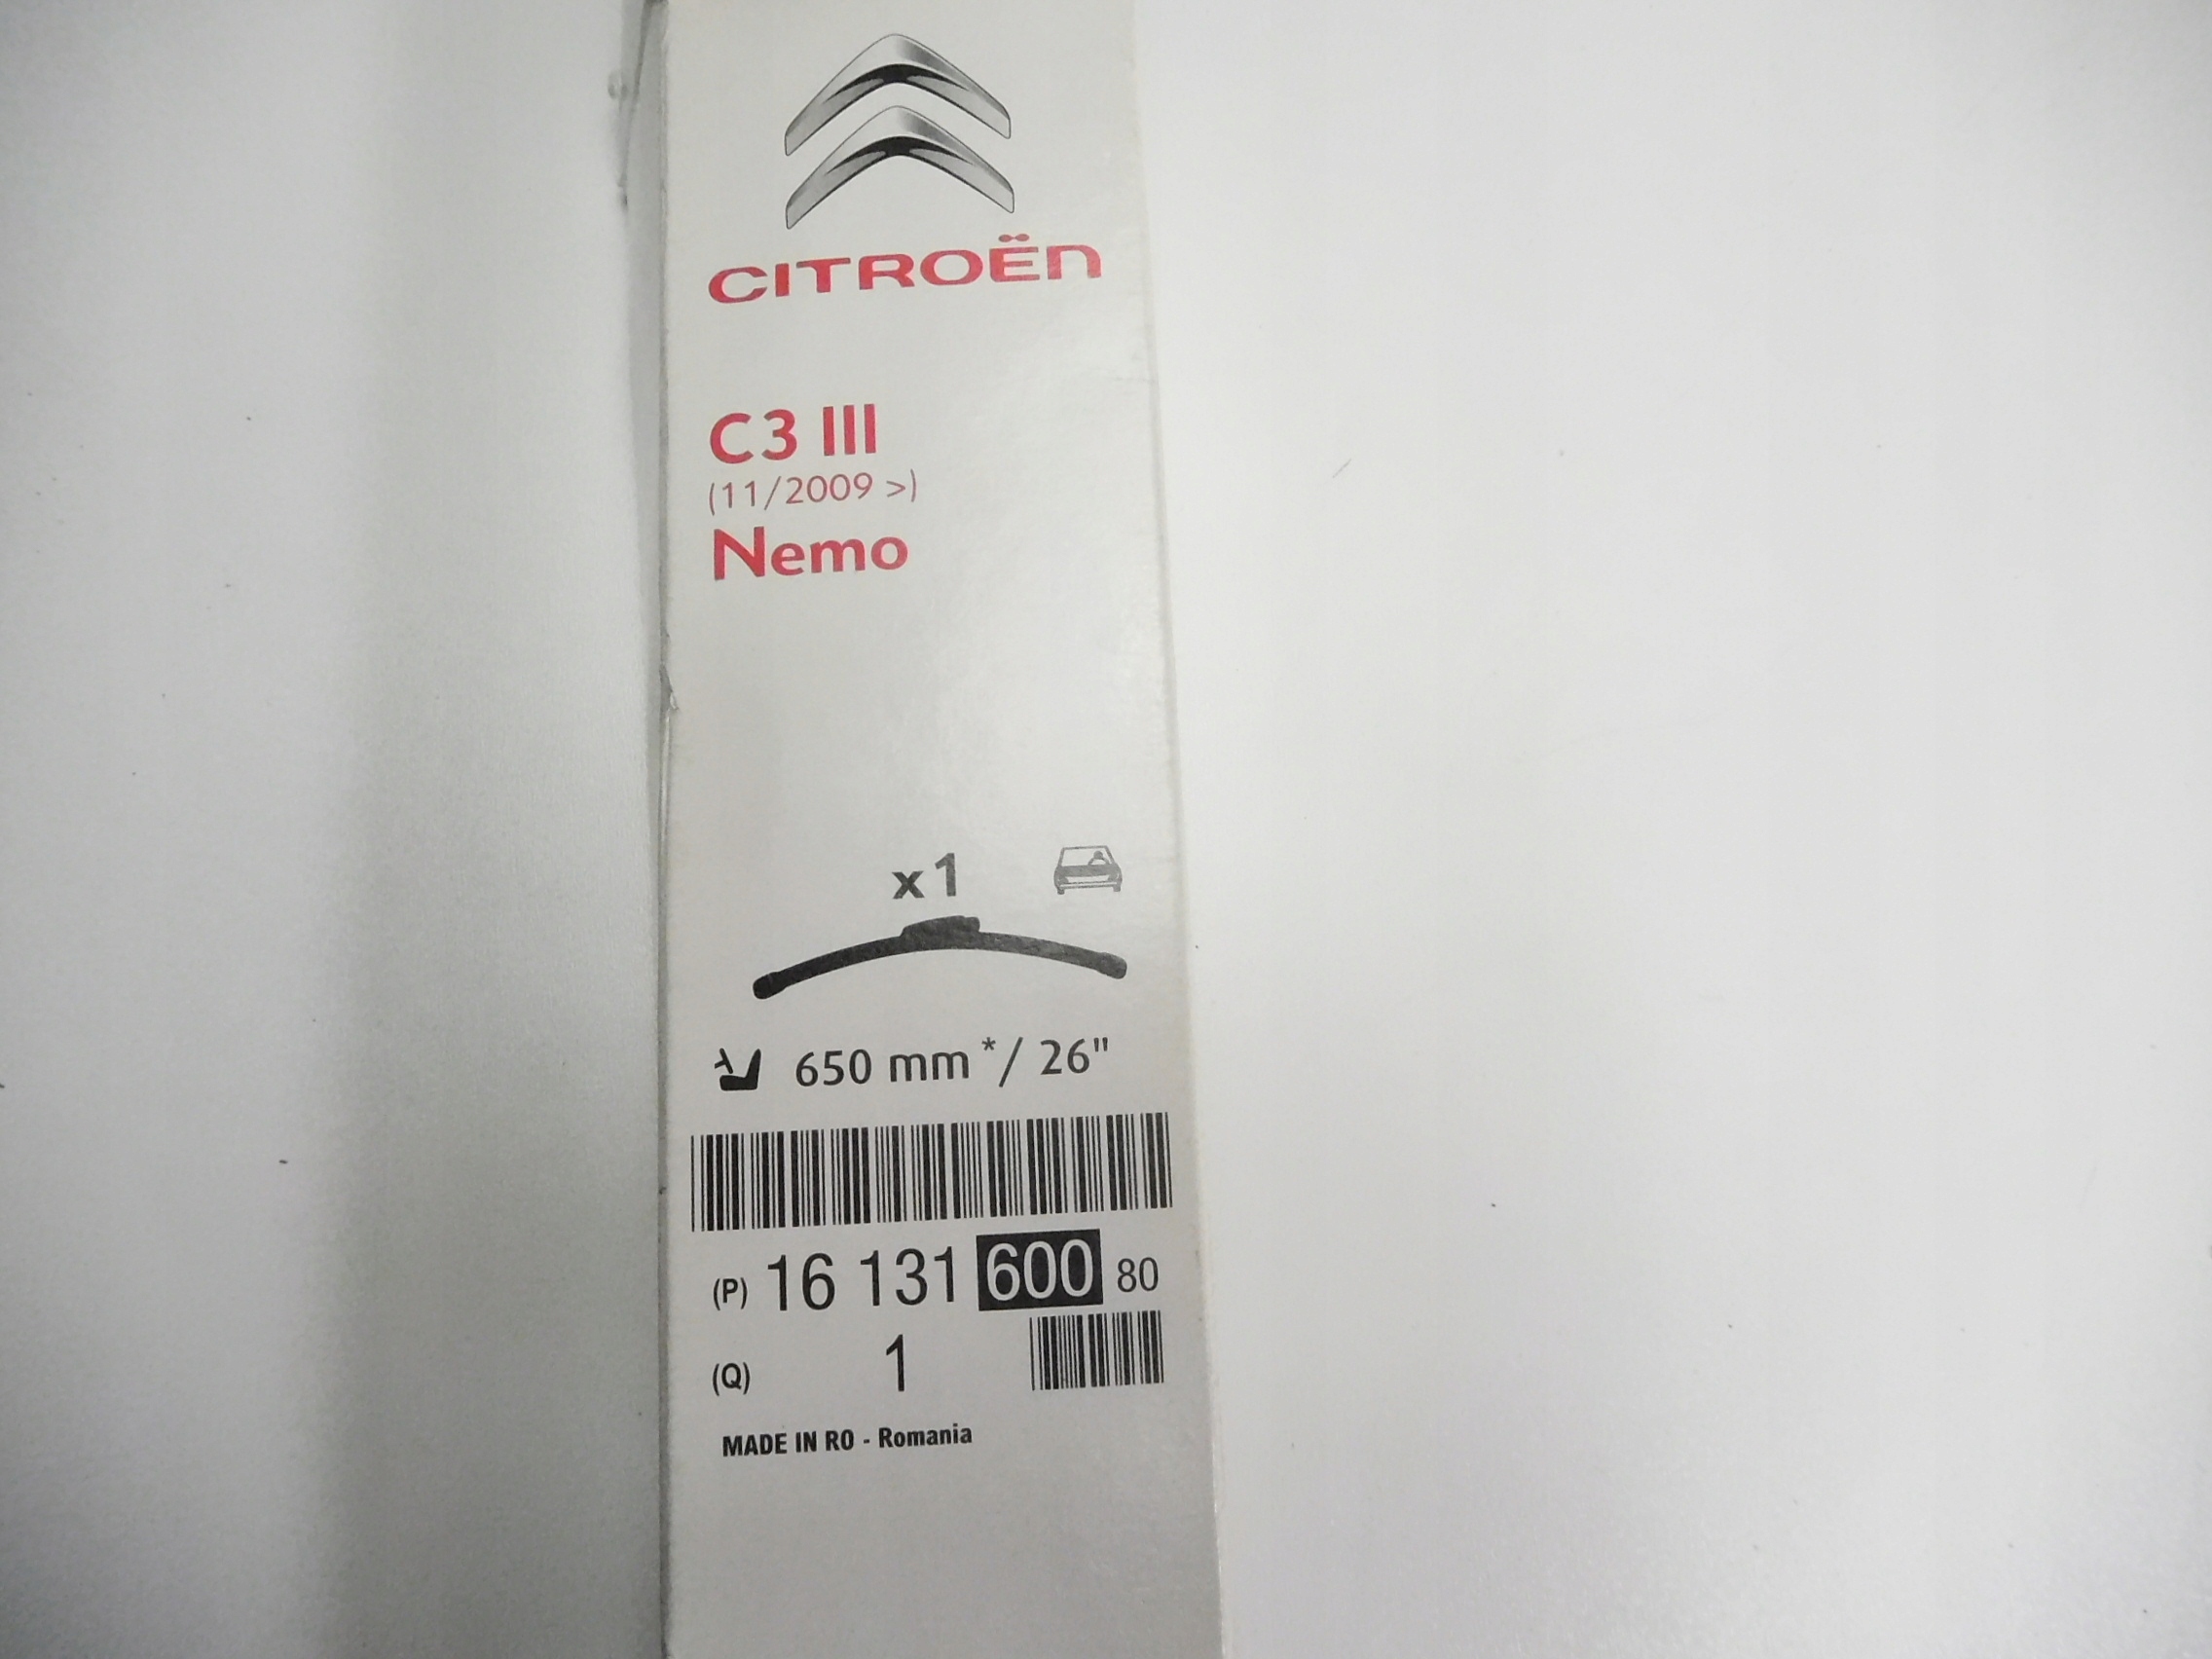 CITROËN
C3 III
(11/2009 >)
Nemo
x1
650 mm */ 26"
(P) 16 131 600 80
(Q) 1
MADE IN RO - Romania